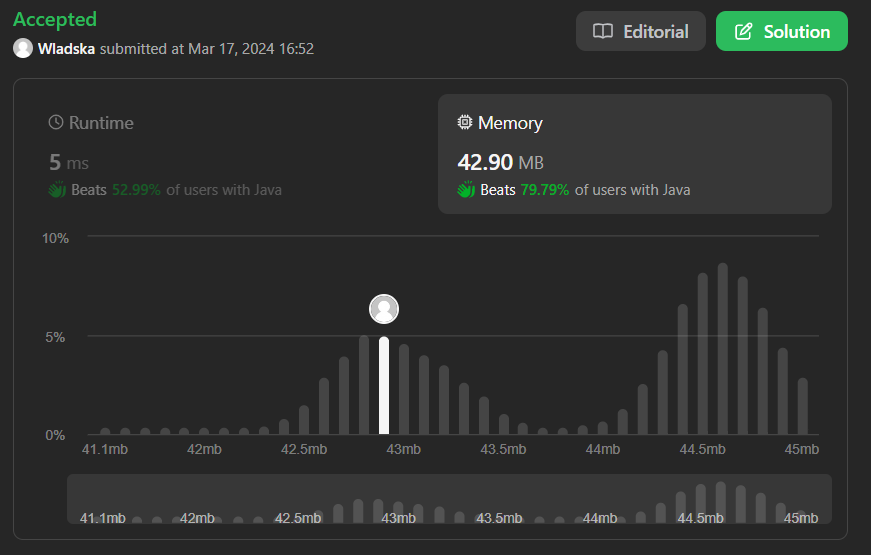 Accepted
Wladska submitted at Mar 17, 2024 16:52
Editorial
Solution
Runtime
5 ms
Beats 52.99% of users with Java
Memory
42.90 MB
Beats 79.79% of users with Java
10%
5%
0%
41.1mb 42mb 42.5mb 43mb 43.5mb 44mb 44.5mb 45mb
41.1mb 42mb 42.5mb 43mb 43.5mb 44mb 44.5mb 45mb